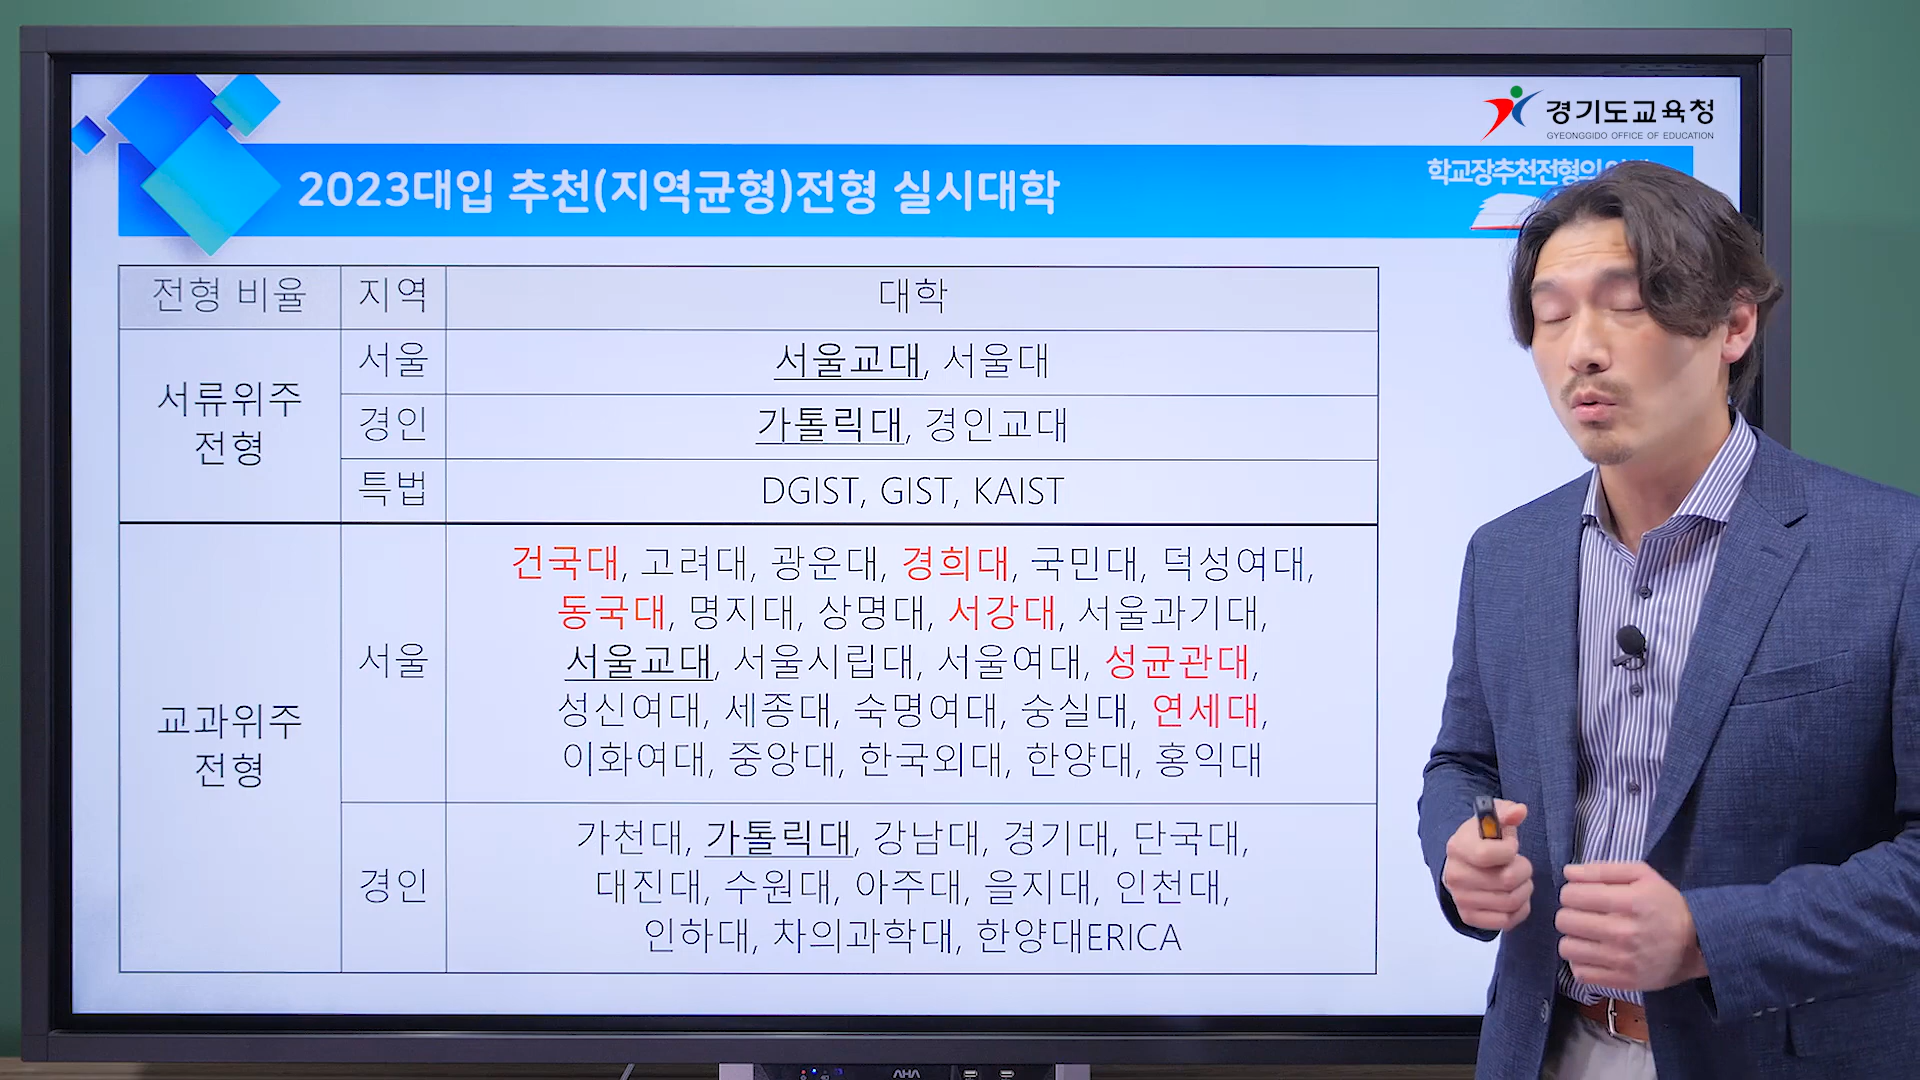 경기도교육청
GYEONGGIDO OFFICE OF EDUCATION
학교장추천전형의
2023대입 추천(지역균형)전형 실시대학
전형 비율 지역 대학
서류위주
전형
서울 서울교대, 서울대
경인 가톨릭대, 경인교대
특법 DGIST, GIST, KAIST
교과위주
전형
서울
건국대, 고려대, 광운대, 경희대, 국민대, 덕성여대,
동국대, 명지대, 상명대, 서강대, 서울과기대,
서울교대, 서울시립대, 서울여대, 성균관대,
성신여대, 세종대, 숙명여대, 숭실대, 연세대,
이화여대, 중앙대, 한국외대, 한양대, 홍익대
경인
가천대, 가톨릭대, 강남대, 경기대, 단국대,
대진대, 수원대, 아주대, 을지대, 인천대,
인하대, 차의과학대, 한양대ERICA
AHA